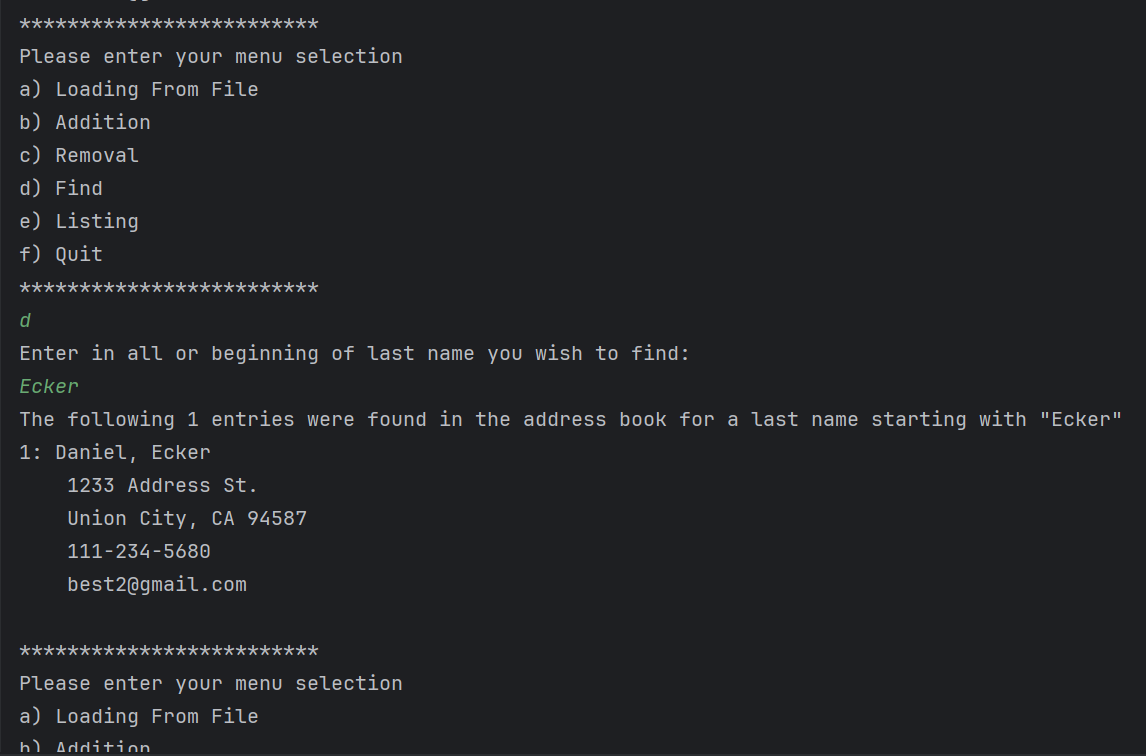 *************************
Please enter your menu selection
a) Loading From File
b) Addition
c) Removal
d) Find
e) Listing
f) Quit
*************************
d
Enter in all or beginning of last name you wish to find:
Ecker
The following 1 entries were found in the address book for a last name starting with "Ecker"
1: Daniel, Ecker
    1233 Address St.
    Union City, CA 94587
    111-234-5680
    best2@gmail.com

*************************
Please enter your menu selection
a) Loading From File
b) Addition